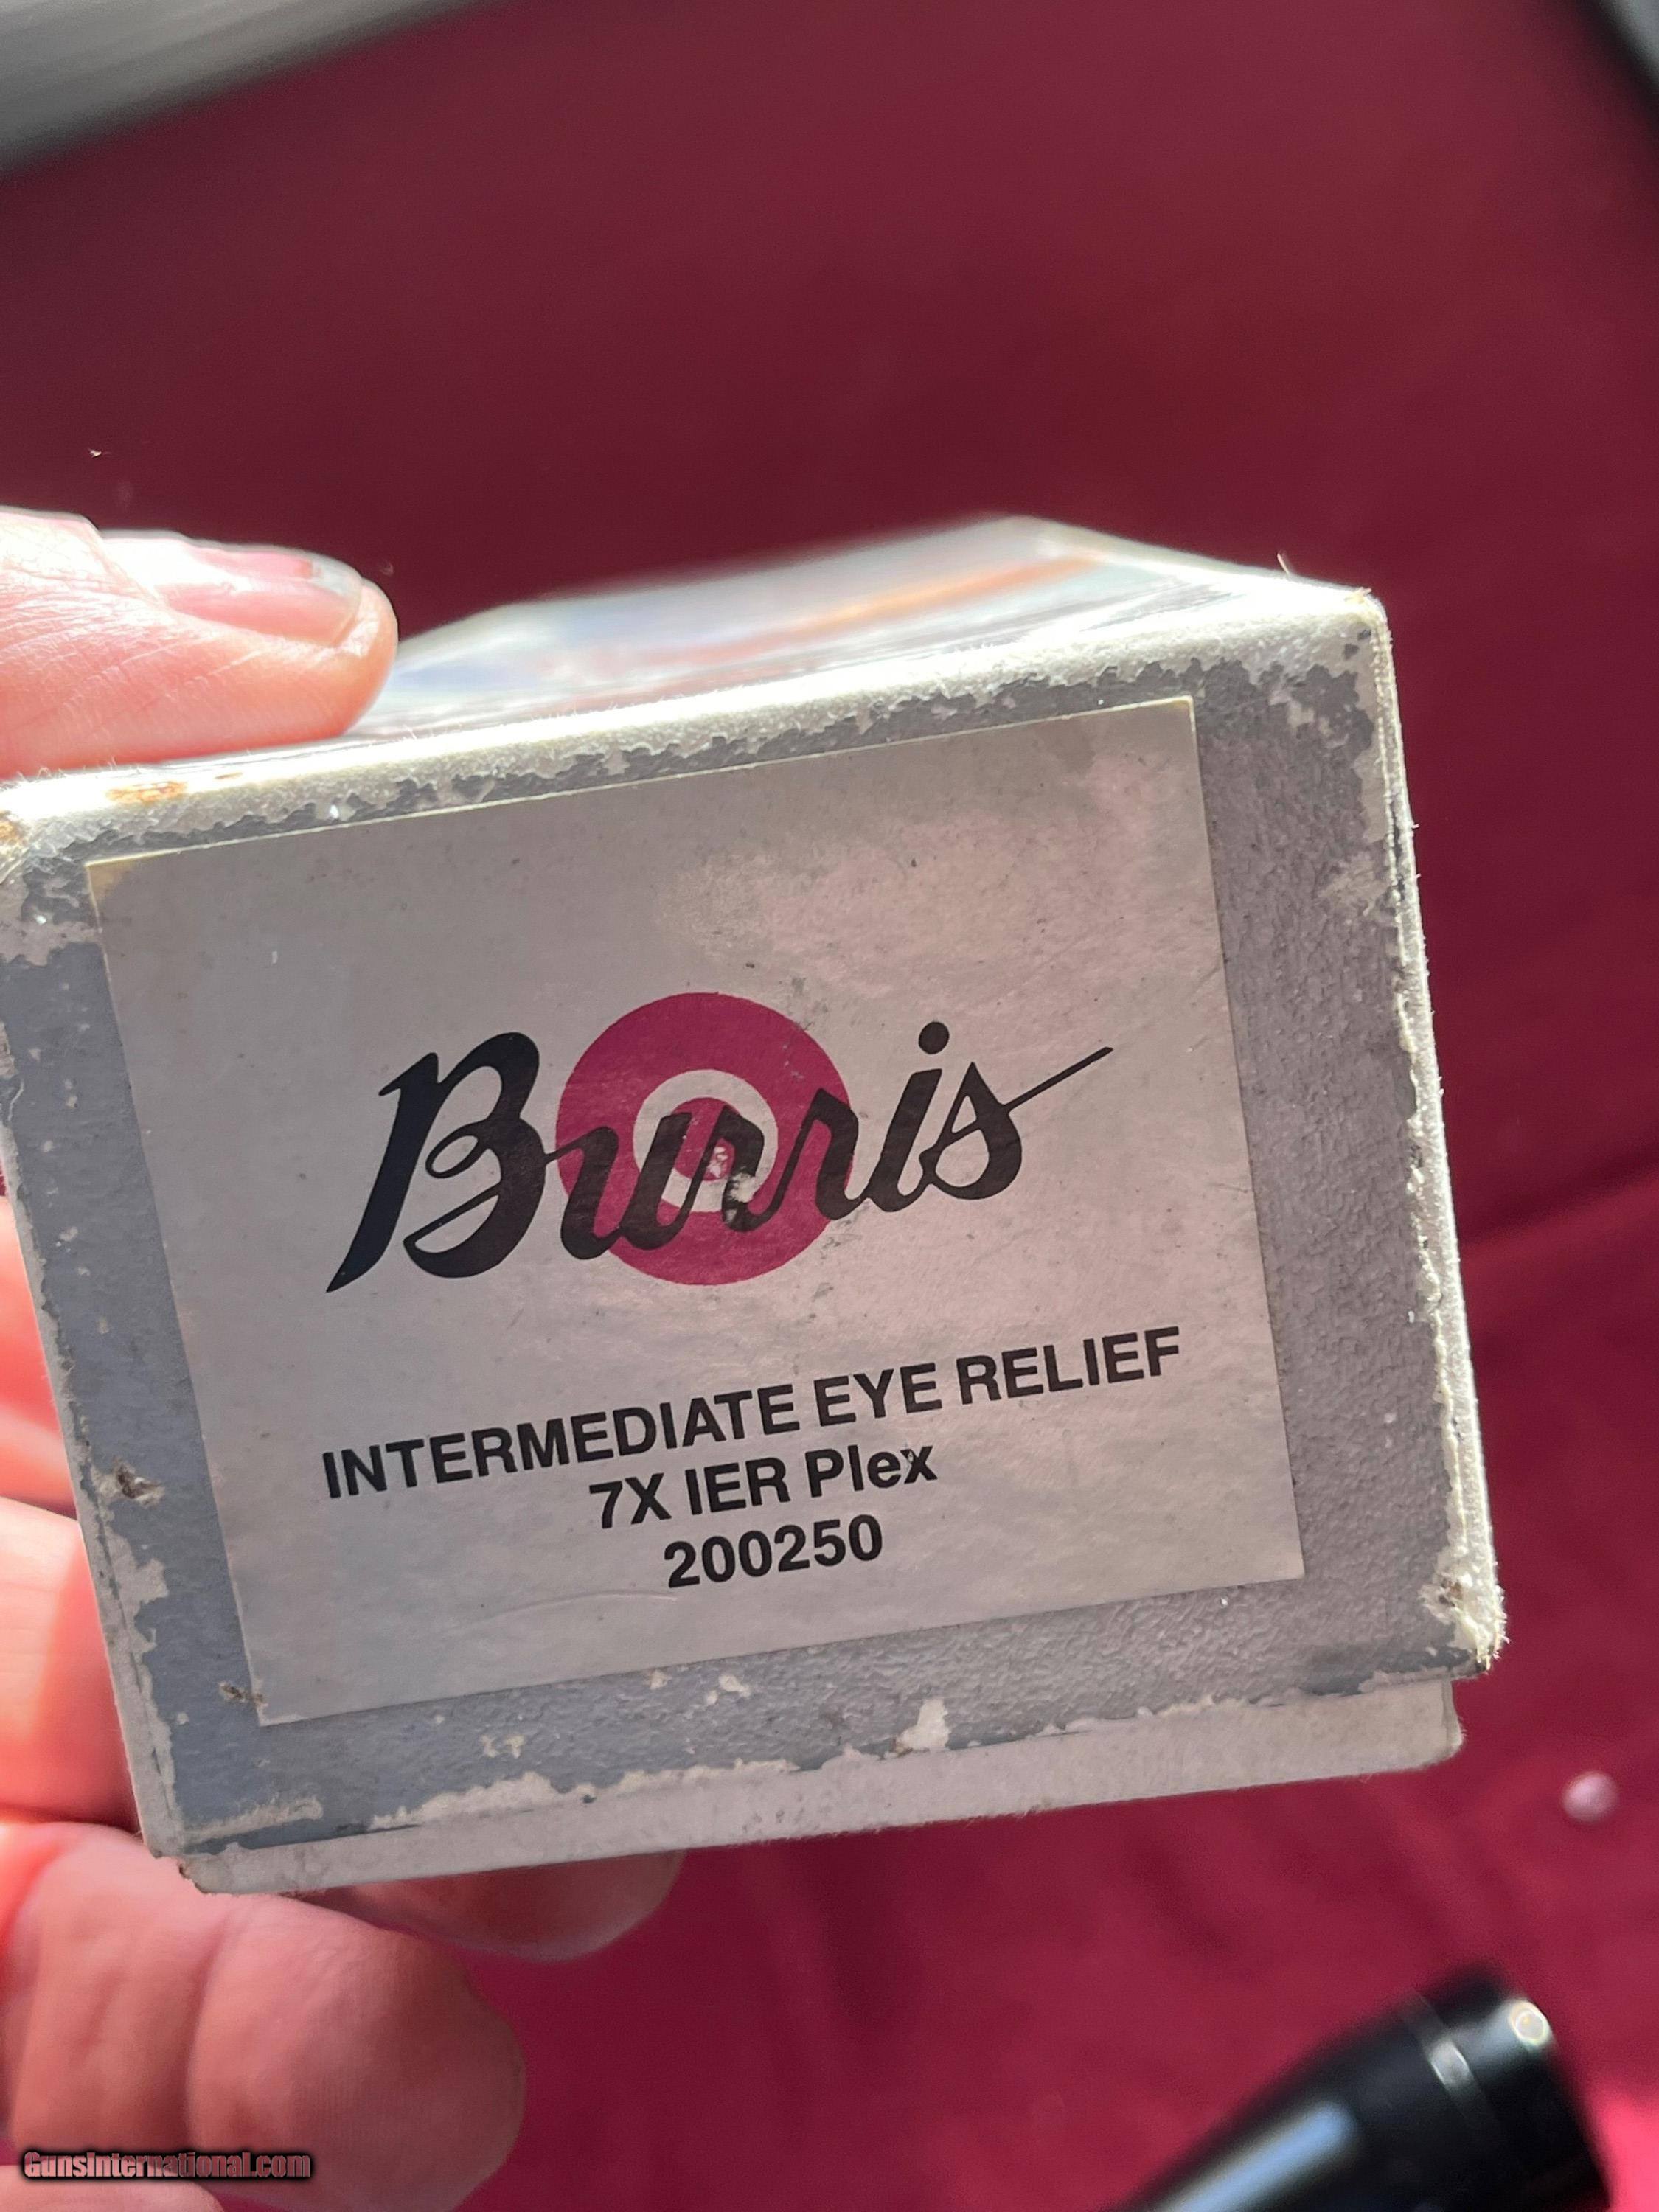 Burris
INTERMEDIATE EYE RELIEF
7X IER Plex
200250
GunsInternational.com